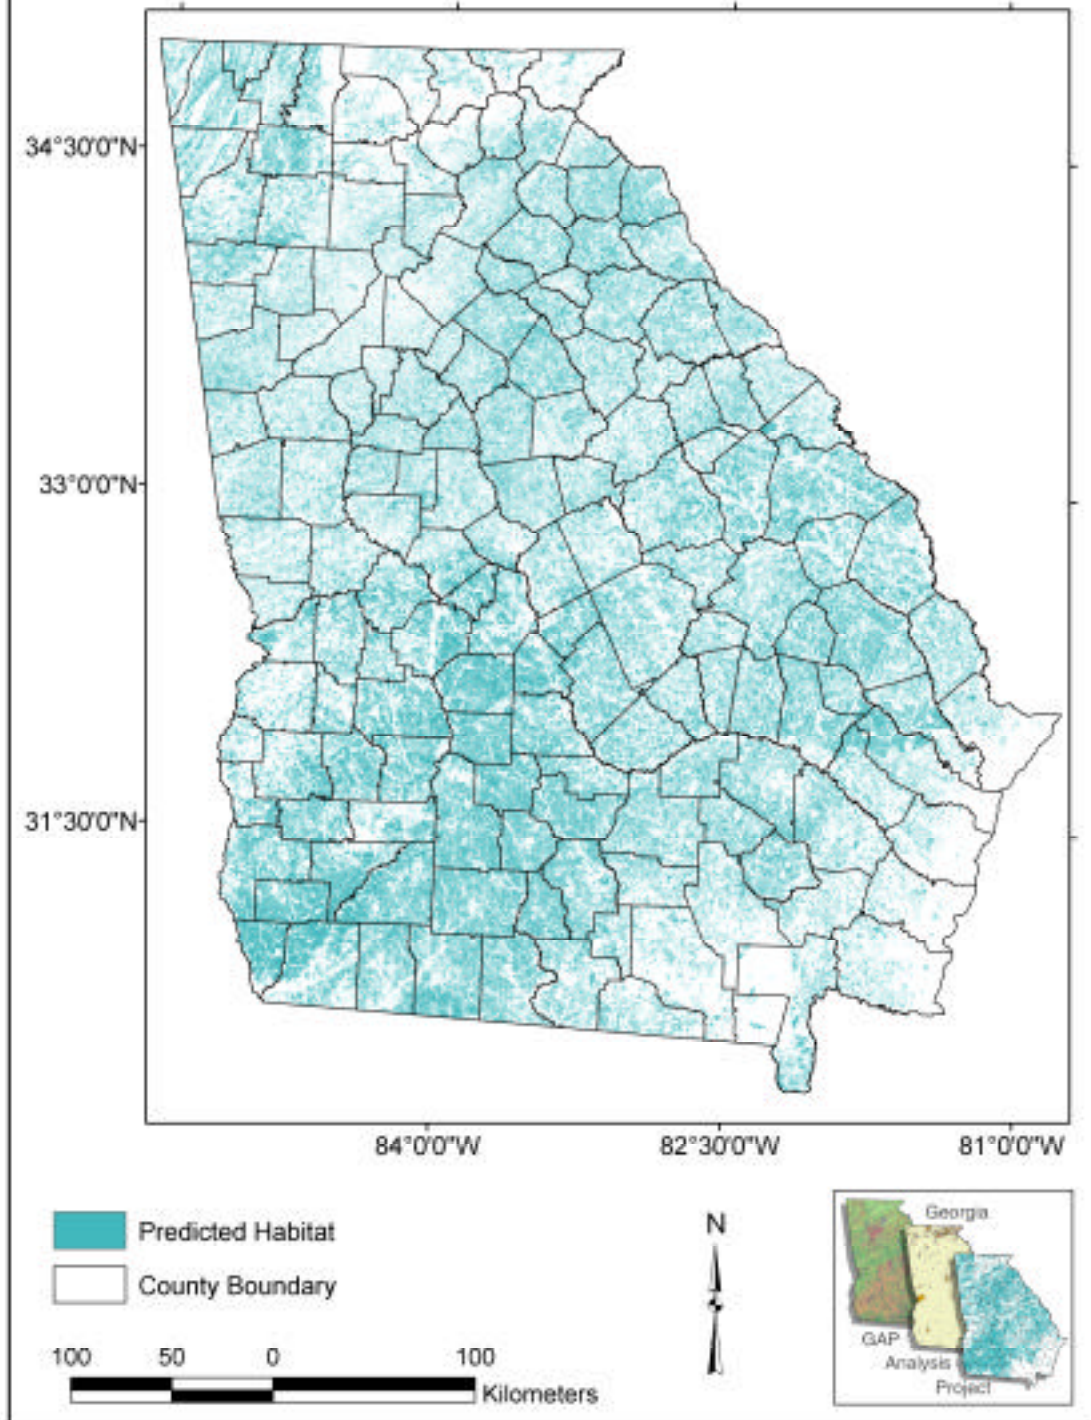 34°30'0"N
33°0'0"N
31°30'0"N
84°0'0"W 82°30'0"W 81°0'0"W
Predicted Habitat
County Boundary
100 50 0 100
Kilometers
N
Georgia
GAP
Analysis
Project